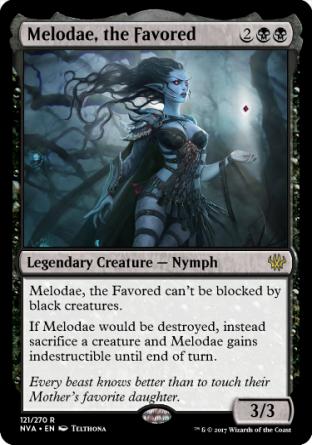 Melodae, the Favored 2
Legendary Creature — Nymph
Melodae, the Favored can't be blocked by
black creatures.
If Melodae would be destroyed, instead
sacrifice a creature and Melodae gains
indestructible until end of turn.
Every beast knows better than to touch their
Mother's favorite daughter.
3/3
121/270 R
NVA • EN TELTHONA
™ & © 2017 Wizards of the Coast